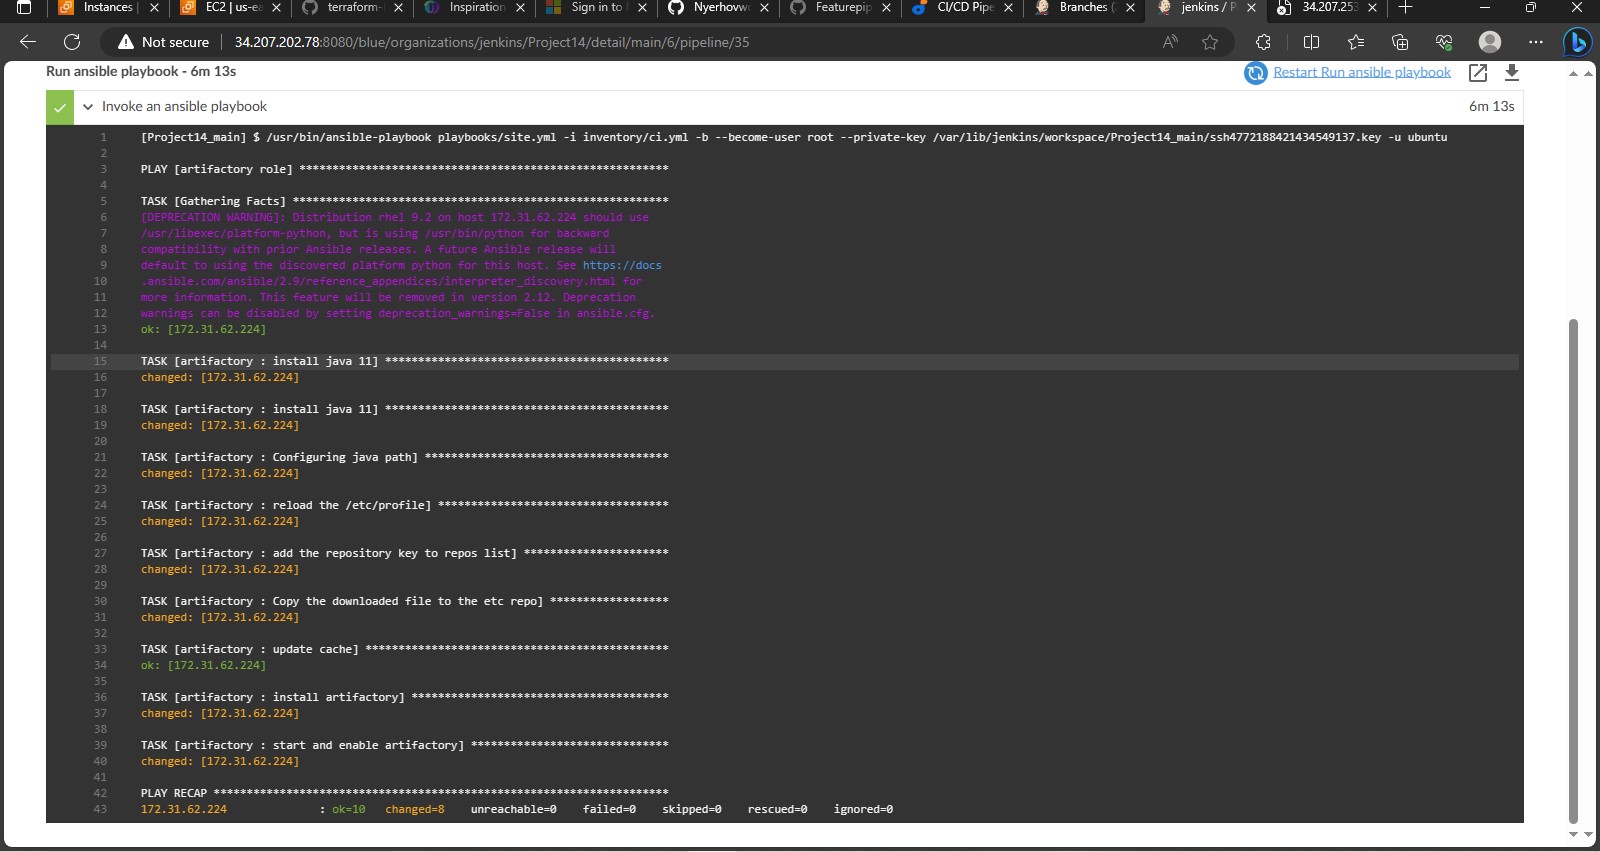 Instances
EC2 | us-ea
terraform-
Inspiration
Sign in to
Nyerhovwo
Featurepip
CI/CD Pipe
Branches (
jenkins / P
34.207.253
Not secure
34.207.202.78:8080/blue/organizations/jenkins/Project14/detail/main/6/pipeline/35
Run ansible playbook - 6m 13s
Restart Run ansible playbook
Invoke an ansible playbook
6m 13s
1 [Project14_main] $ /usr/bin/ansible-playbook playbooks/site.yml -i inventory/ci.yml -b --become-user root --private-key /var/lib/jenkins/workspace/Project14_main/ssh4772188421434549137.key -u ubuntu
2
3 PLAY [artifactory role] ********************************************************
4
5 TASK [Gathering Facts] *********************************************************
6 [DEPRECATION WARNING]: Distribution rhel 9.2 on host 172.31.62.224 should use
7 /usr/libexec/platform-python, but is using /usr/bin/python for backward
8 compatibility with prior Ansible releases. A future Ansible release will
9 default to using the discovered platform python for this host. See https://docs
10 .ansible.com/ansible/2.9/reference_appendices/interpreter_discovery.html for
11 more information. This feature will be removed in version 2.12. Deprecation
12 warnings can be disabled by setting deprecation_warnings=False in ansible.cfg.
13 ok: [172.31.62.224]
14
15 TASK [artifactory : install java 11] *******************************************
16 changed: [172.31.62.224]
17
18 TASK [artifactory : install java 11] *******************************************
19 changed: [172.31.62.224]
20
21 TASK [artifactory : Configuring java path] *************************************
22 changed: [172.31.62.224]
23
24 TASK [artifactory : reload the /etc/profile] ***********************************
25 changed: [172.31.62.224]
26
27 TASK [artifactory : add the repository key to repos list] **********************
28 changed: [172.31.62.224]
29
30 TASK [artifactory : Copy the downloaded file to the etc repo] ******************
31 changed: [172.31.62.224]
32
33 TASK [artifactory : update cache] **********************************************
34 ok: [172.31.62.224]
35
36 TASK [artifactory : install artifactory] ***************************************
37 changed: [172.31.62.224]
38
39 TASK [artifactory : start and enable artifactory] ******************************
40 changed: [172.31.62.224]
41
42 PLAY RECAP *********************************************************************
43 172.31.62.224 : ok=10 changed=8 unreachable=0 failed=0 skipped=0 rescued=0 ignored=0